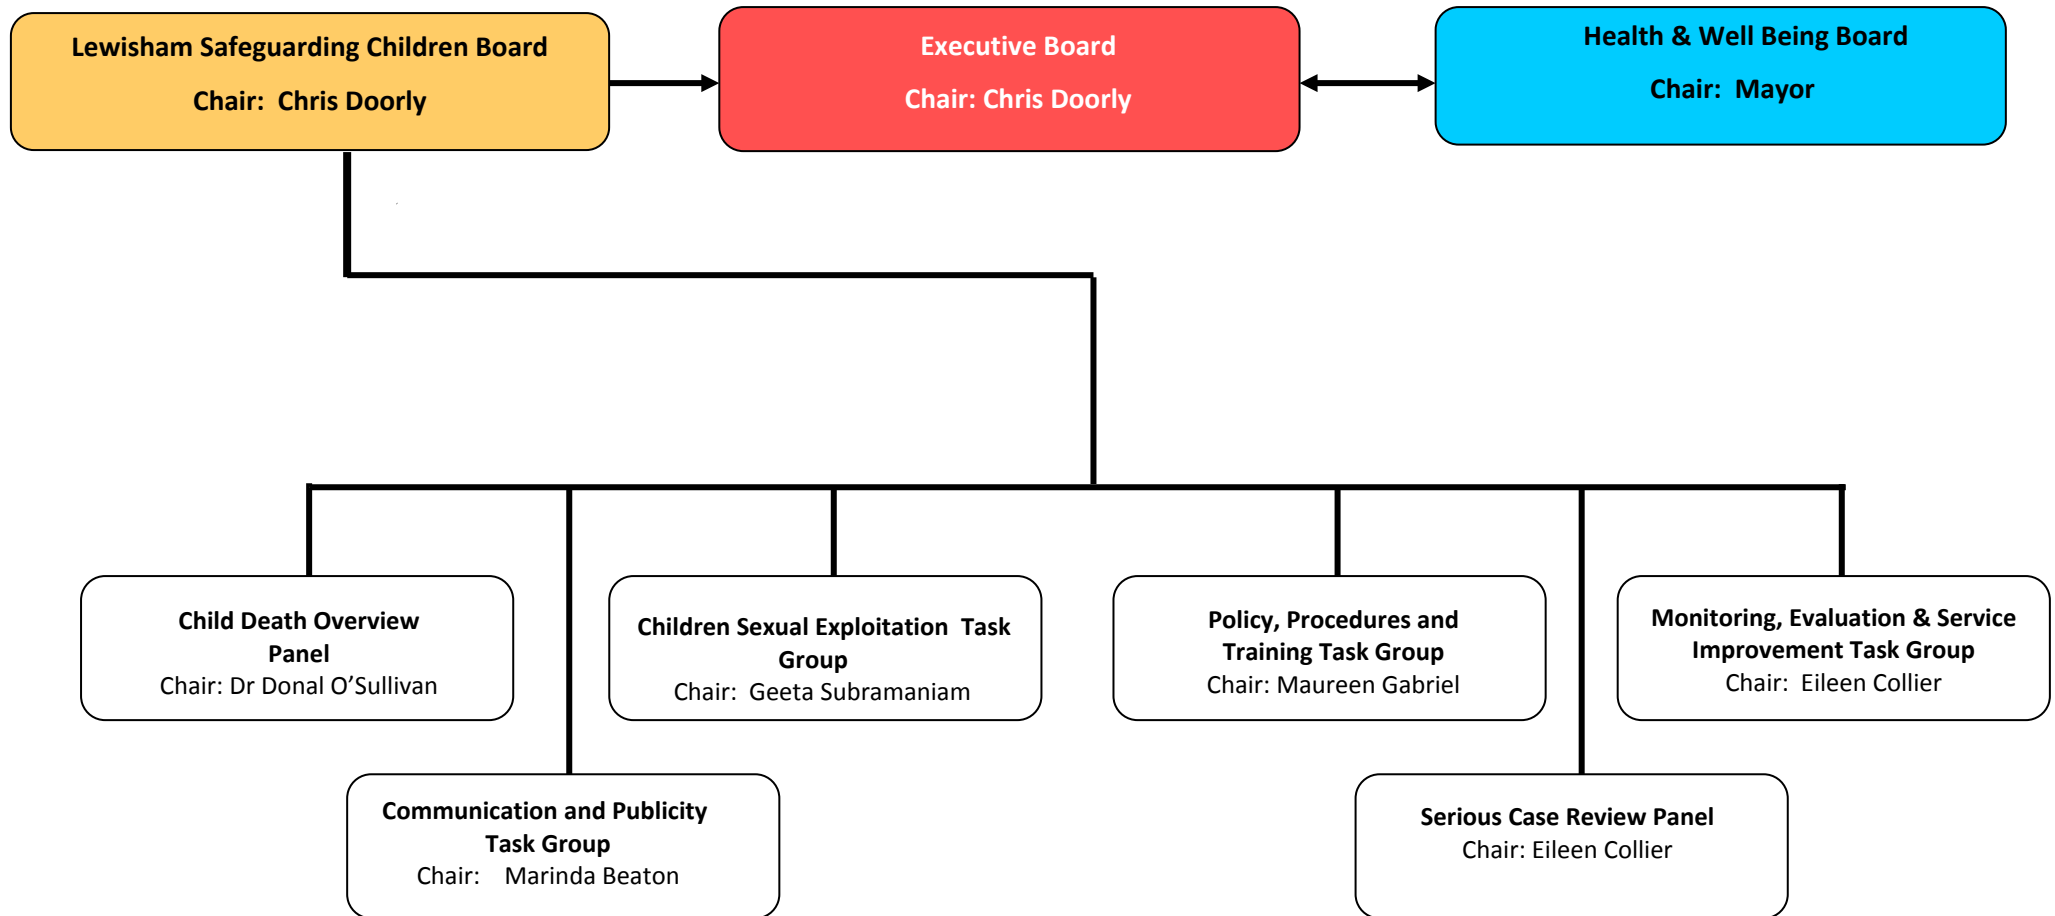 Lewisham Safeguarding Children Board
Chair: Chris Doorly
Executive Board
Chair: Chris Doorly
Health & Well Being Board
Chair: Mayor
Child Death Overview
Panel
Chair: Dr Donal O’Sullivan
Children Sexual Exploitation Task
Group
Chair: Geeta Subramaniam
Policy, Procedures and
Training Task Group
Chair: Maureen Gabriel
Monitoring, Evaluation & Service
Improvement Task Group
Chair: Eileen Collier
Communication and Publicity
Task Group
Chair: Marinda Beaton
Serious Case Review Panel
Chair: Eileen Collier